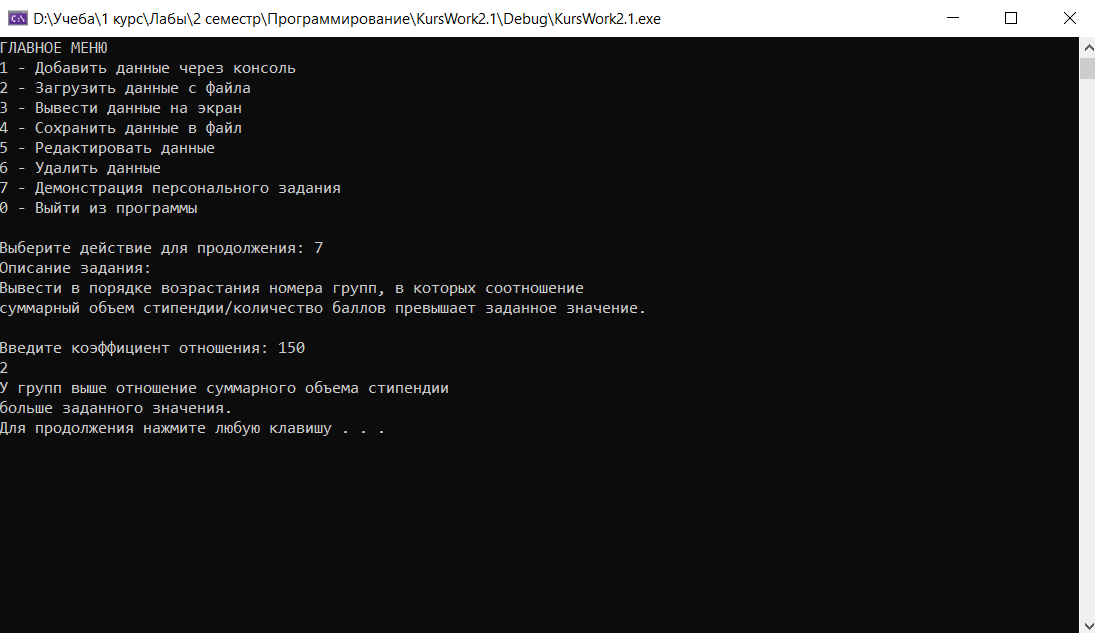 D:\Учеба\1 курс\Лабы\2 семестр\Программирование\KursWork2.1\Debug\KursWork2.1.exe
ГЛАВНОЕ МЕНЮ
1 - Добавить данные через консоль
2 - Загрузить данные с файла
3 - Вывести данные на экран
4 - Сохранить данные в файл
5 - Редактировать данные
6 - Удалить данные
7 - Демонстрация персонального задания
0 - Выйти из программы
Выберите действие для продолжения: 7
Описание задания:
Вывести в порядке возрастания номера групп, в которых соотношение
суммарный объем стипендии/количество баллов превышает заданное значение.
Введите коэффициент отношения: 150
2
У групп выше отношение суммарного объема стипендии
больше заданного значения.
Для продолжения нажмите любую клавишу . . .